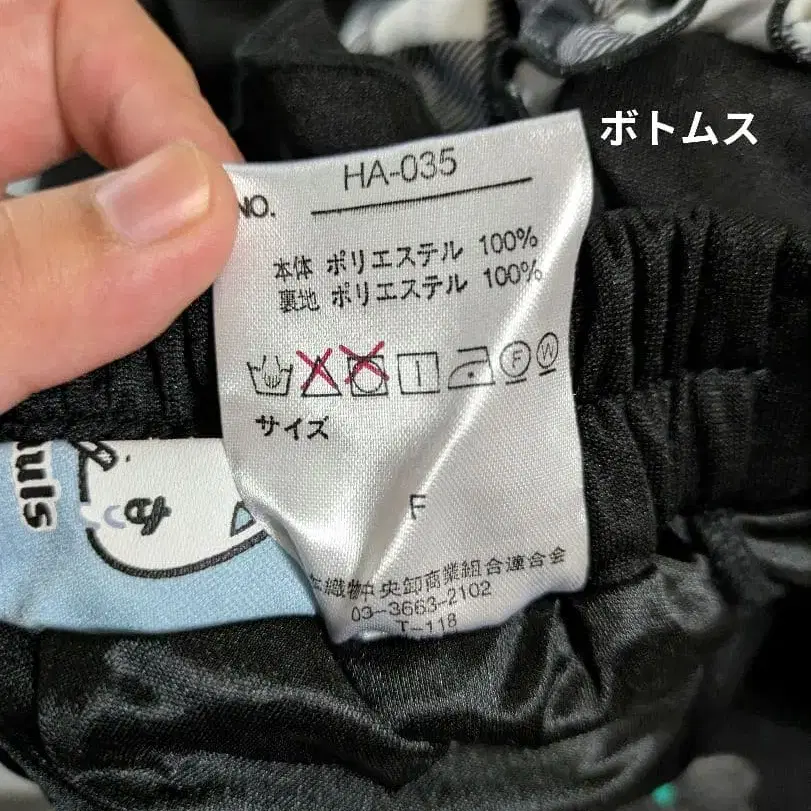 ボトムス
NO. HA-035
本体 ポリエステル 100%
裏地 ポリエステル 100%
F W
サイズ
F
織物中央卸商業組合連合会
03-3663-2102
T-118
uls